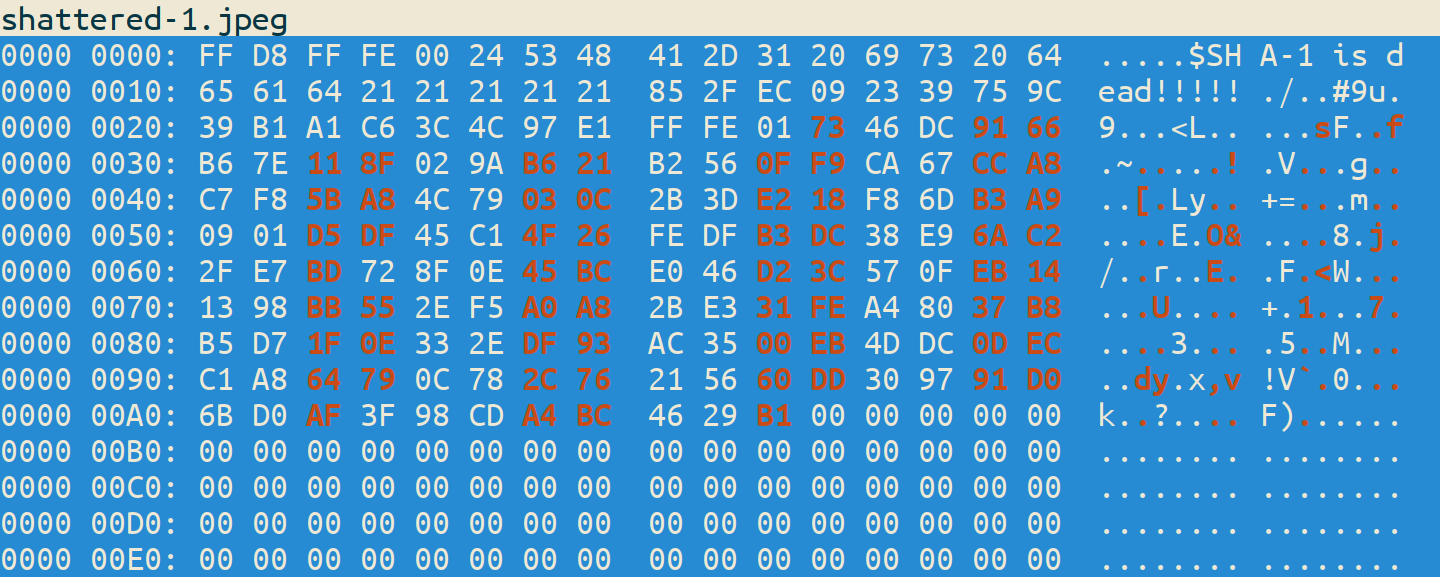 shattered-1.jpeg
0000 0000: FF D8 FF FE 00 24 53 48  41 2D 31 20 69 73 20 64  .....$SH A-1 is d
0000 0010: 65 61 64 21 21 21 21 21  85 2F EC 09 23 39 75 9C  ead!!!!! ./..#9u.
0000 0020: 39 B1 A1 C6 3C 4C 97 E1  FF FE 01 73 46 DC 91 66  9...<L.. ...sF..f
0000 0030: B6 7E 11 8F 02 9A B6 21  B2 56 0F F9 CA 67 CC A8  .~.....! .V...g..
0000 0040: C7 F8 5B A8 4C 79 03 0C  2B 3D E2 18 F8 6D B3 A9  ..[.Ly.. +=...m..
0000 0050: 09 01 D5 DF 45 C1 4F 26  FE DF B3 DC 38 E9 6A C2  ....E.O& ....8.j.
0000 0060: 2F E7 BD 72 8F 0E 45 BC  E0 46 D2 3C 57 0F EB 14  /..r..E. .F.<W...
0000 0070: 13 98 BB 55 2E F5 A0 A8  2B E3 31 FE A4 80 37 B8  ...U.... +.1...7.
0000 0080: B5 D7 1F 0E 33 2E DF 93  AC 35 00 EB 4D DC 0D EC  ....3... .5..M...
0000 0090: C1 A8 64 79 0C 78 2C 76  21 56 60 DD 30 97 91 D0  ..dy.x,v !V`.0...
0000 00A0: 6B D0 AF 3F 98 CD A4 BC  46 29 B1 00 00 00 00 00  k..?.... F)......
0000 00B0: 00 00 00 00 00 00 00 00  00 00 00 00 00 00 00 00  ........ ........
0000 00C0: 00 00 00 00 00 00 00 00  00 00 00 00 00 00 00 00  ........ ........
0000 00D0: 00 00 00 00 00 00 00 00  00 00 00 00 00 00 00 00  ........ ........
0000 00E0: 00 00 00 00 00 00 00 00  00 00 00 00 00 00 00 00  ........ ........